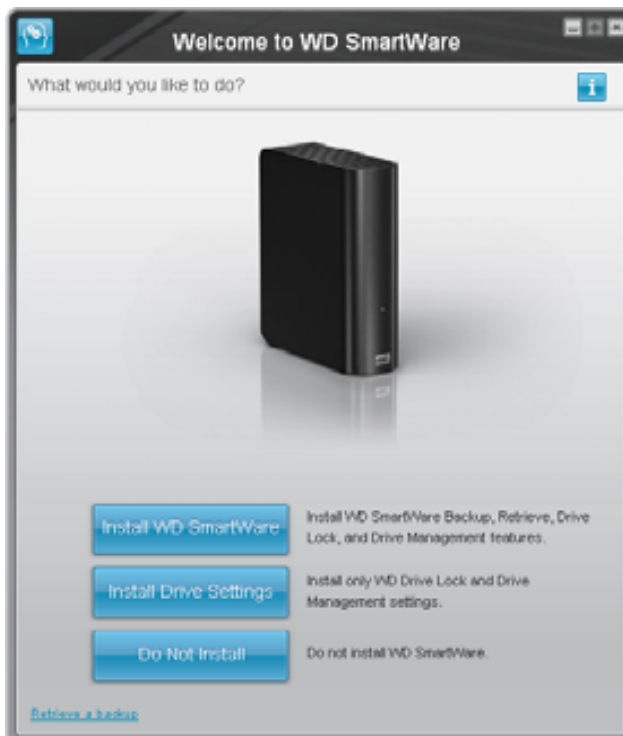 Welcome to WD SmartWare
What would you like to do?
i
Install WD SmartWare
Install WD SmartWare Backup, Retrieve, Drive
Lock, and Drive Management features.
Install Drive Settings
Install only WD Drive Lock and Drive
Management settings.
Do Not Install
Do not install WD SmartWare.
Retrieve a backup